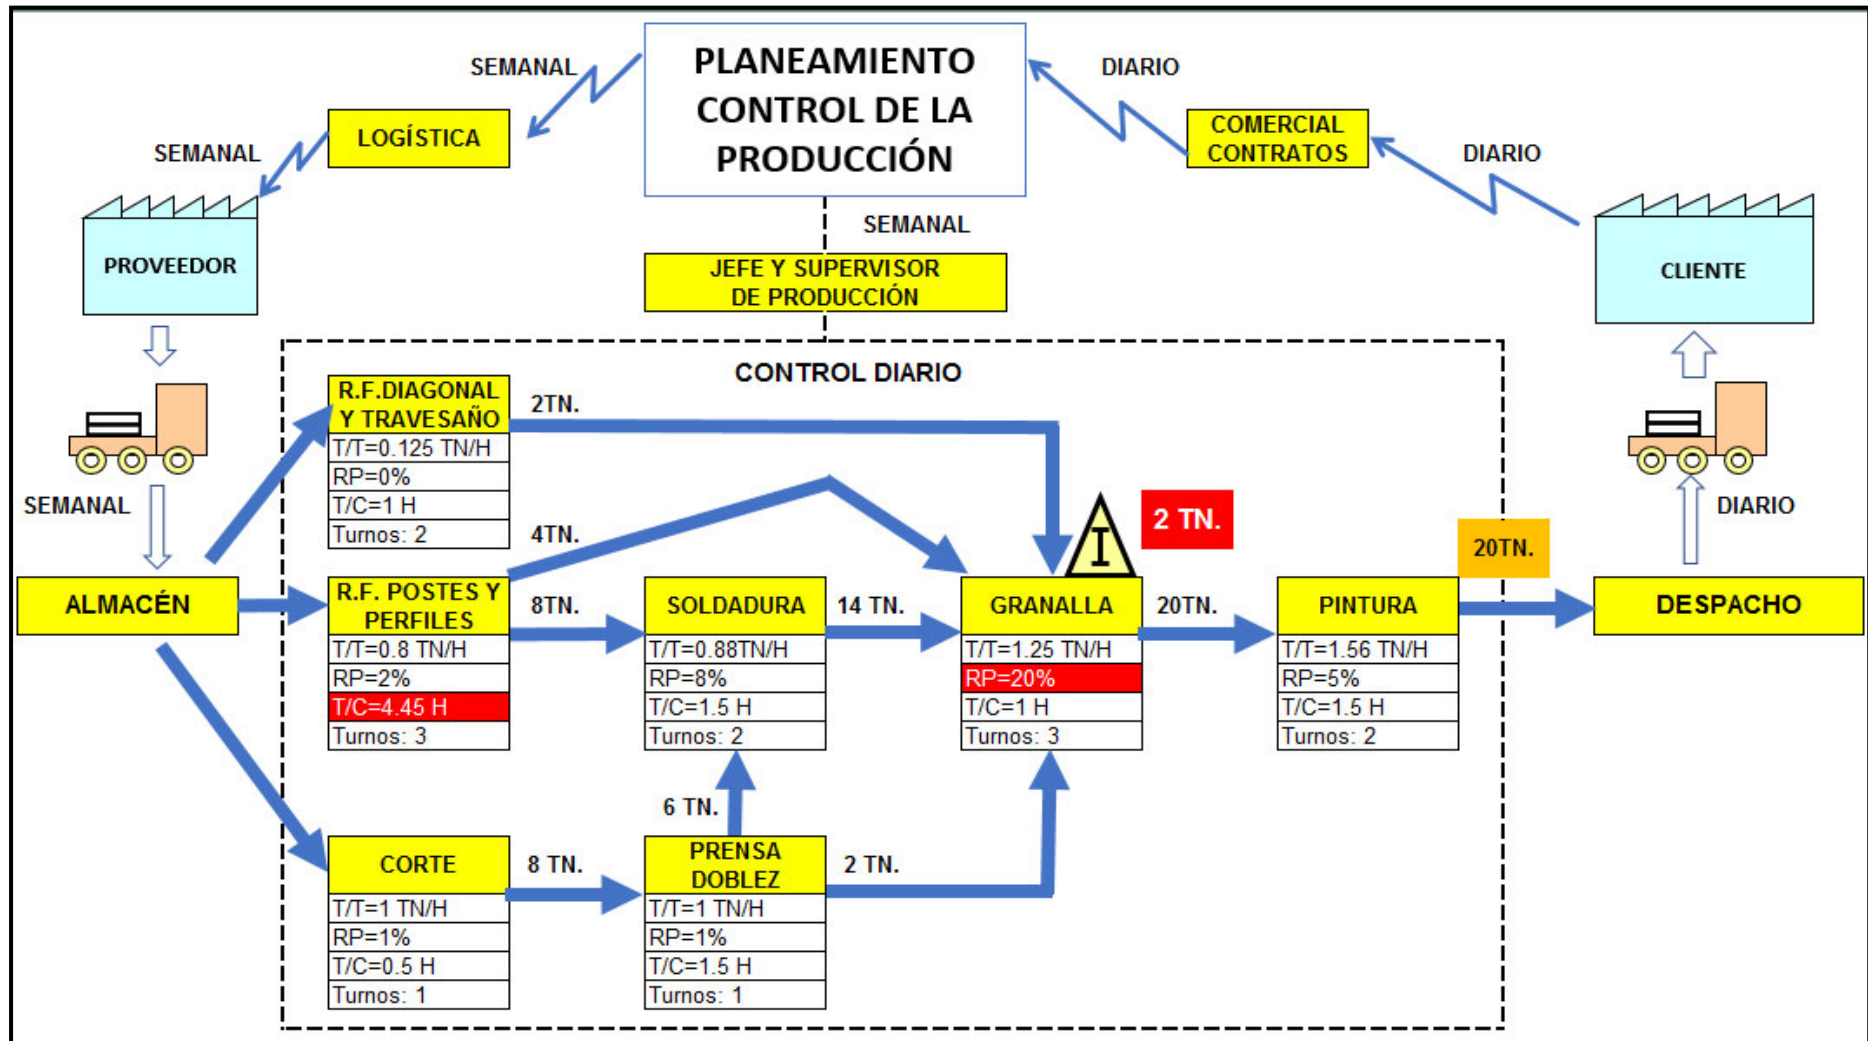 PLANEAMIENTO
CONTROL DE LA
PRODUCCIÓN
SEMANAL
DIARIO
LOGÍSTICA
COMERCIAL
CONTRATOS
SEMANAL
DIARIO
SEMANAL
PROVEEDOR
JEFE Y SUPERVISOR
DE PRODUCCIÓN
CLIENTE
CONTROL DIARIO
R.F.DIAGONAL
Y TRAVESAÑO
T/T=0.125 TN/H
RP=0%
T/C=1 H
Turnos: 2
2TN.
SEMANAL
2 TN.
I
20TN.
DIARIO
4TN.
ALMACÉN
R.F. POSTES Y
PERFILES
T/T=0.8 TN/H
RP=2%
T/C=4.45 H
Turnos: 3
8TN.
SOLDADURA
T/T=0.88TN/H
RP=8%
T/C=1.5 H
Turnos: 2
14 TN.
GRANALLA
T/T=1.25 TN/H
RP=20%
T/C=1 H
Turnos: 3
20TN.
PINTURA
T/T=1.56 TN/H
RP=5%
T/C=1.5 H
Turnos: 2
DESPACHO
6 TN.
CORTE
T/T=1 TN/H
RP=1%
T/C=0.5 H
Turnos: 1
8 TN.
PRENSA
DOBLEZ
T/T=1 TN/H
RP=1%
T/C=1.5 H
Turnos: 1
2 TN.